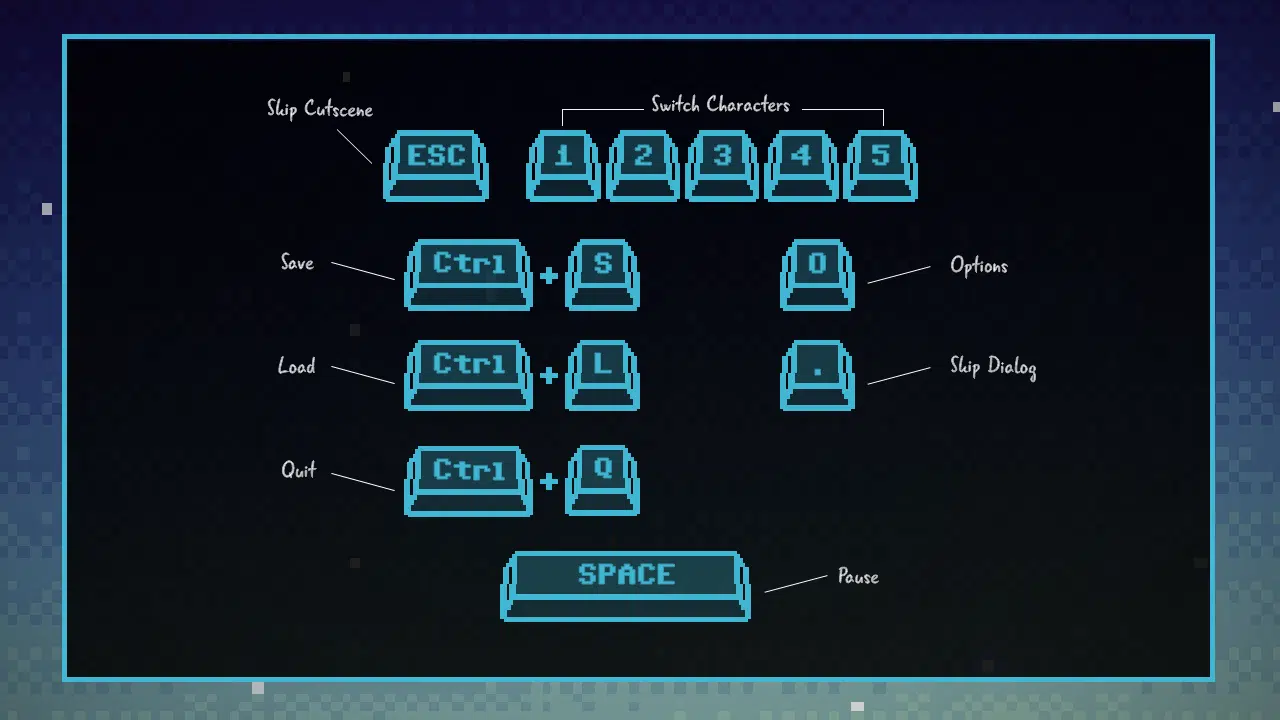 Skip Cutscene
Switch Characters
ESC 1 2 3 4 5
Save Ctrl + S O Options
Load Ctrl + L . Skip Dialog
Quit Ctrl + Q
SPACE Pause